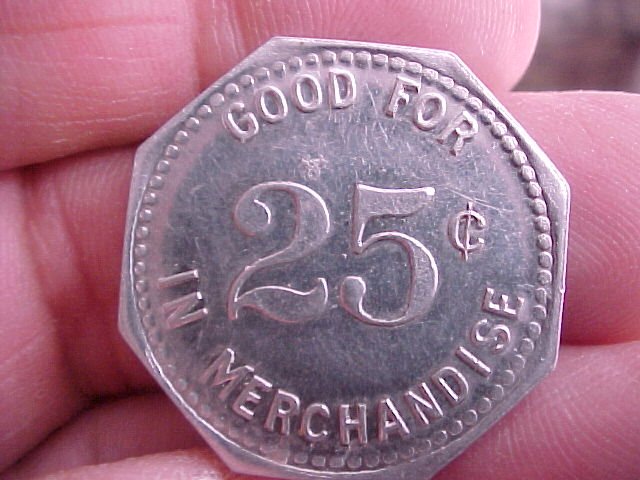 GOOD FOR
25¢
IN MERCHANDISE